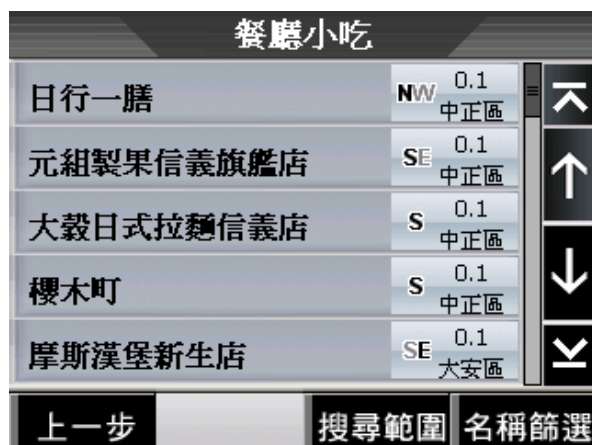 餐廳小吃
日行一膳 NW 0.1 中正區
元組製果信義旗艦店 SE 0.1 中正區
大穀日式拉麵信義店 S 0.1 中正區
櫻木町 S 0.1 中正區
摩斯漢堡新生店 SE 0.1 大安區
上一步 搜尋範圍 名稱篩選